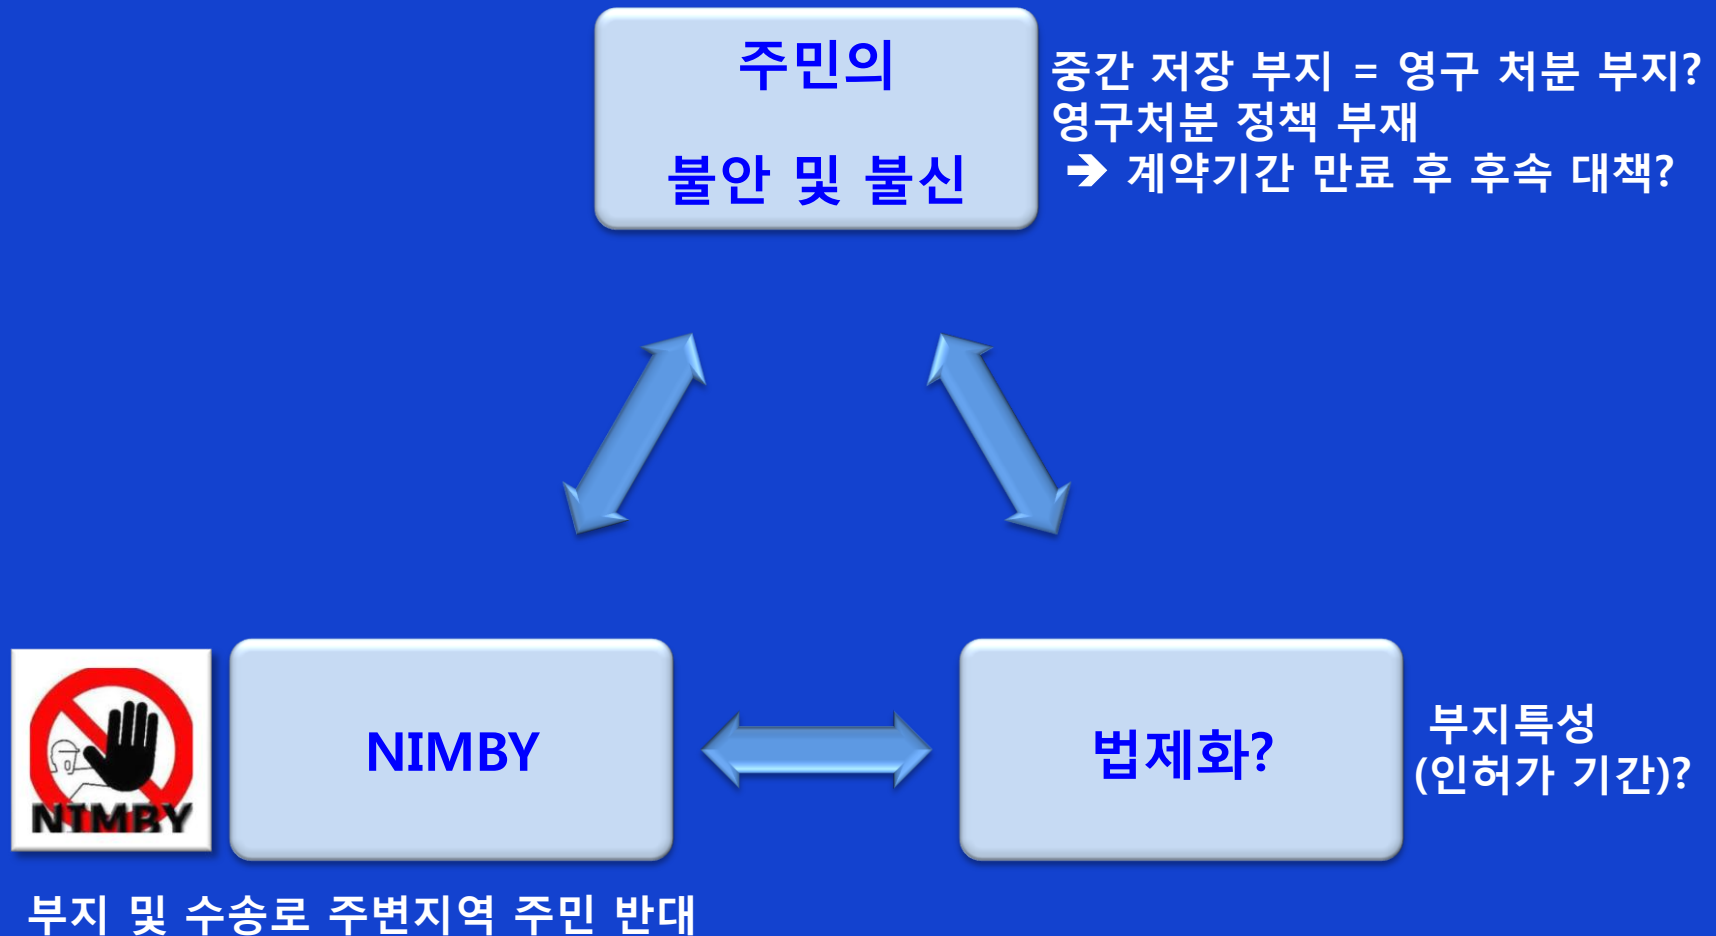 주민의
불안 및 불신
중간 저장 부지 = 영구 처분 부지?
영구처분 정책 부재
➔ 계약기간 만료 후 후속 대책?
NIMBY
NIMBY
법제화?
부지특성
(인허가 기간)?
부지 및 수송로 주변지역 주민 반대